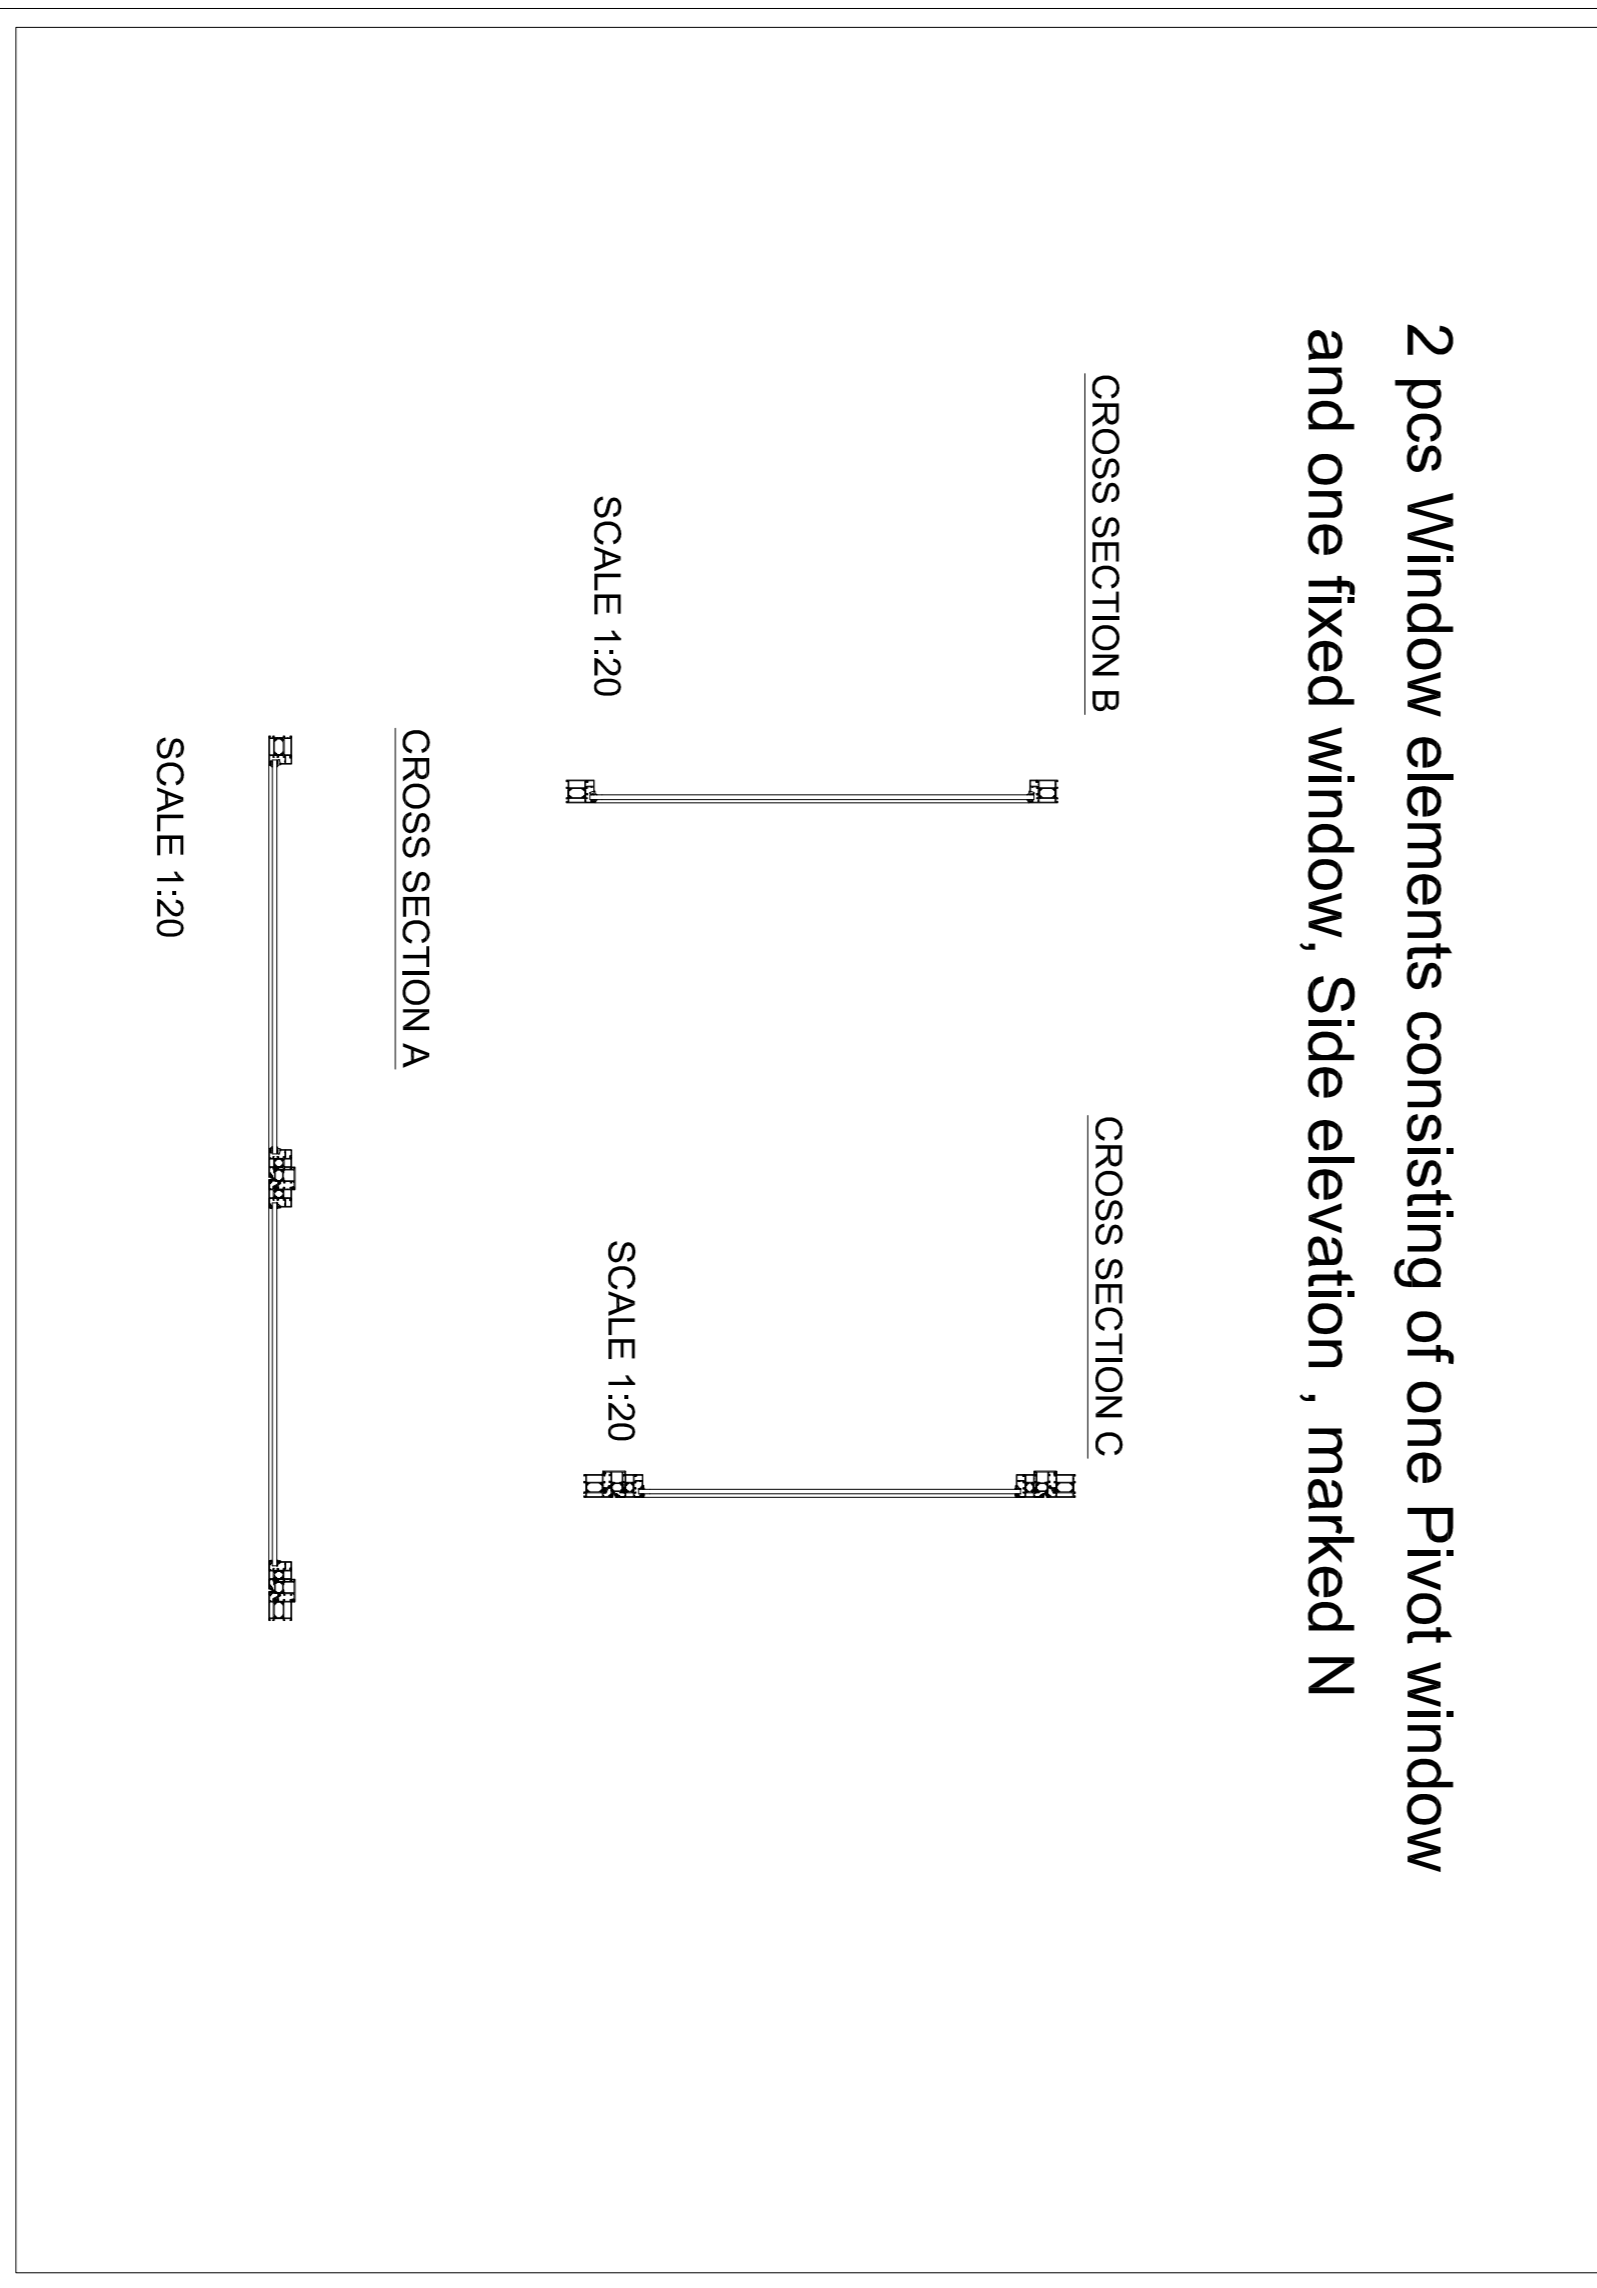 2 pcs Window elements consisting of one Pivot window
and one fixed window, Side elevation , marked N
CROSS SECTION B
CROSS SECTION C
SCALE 1:20
SCALE 1:20
CROSS SECTION A
SCALE 1:20